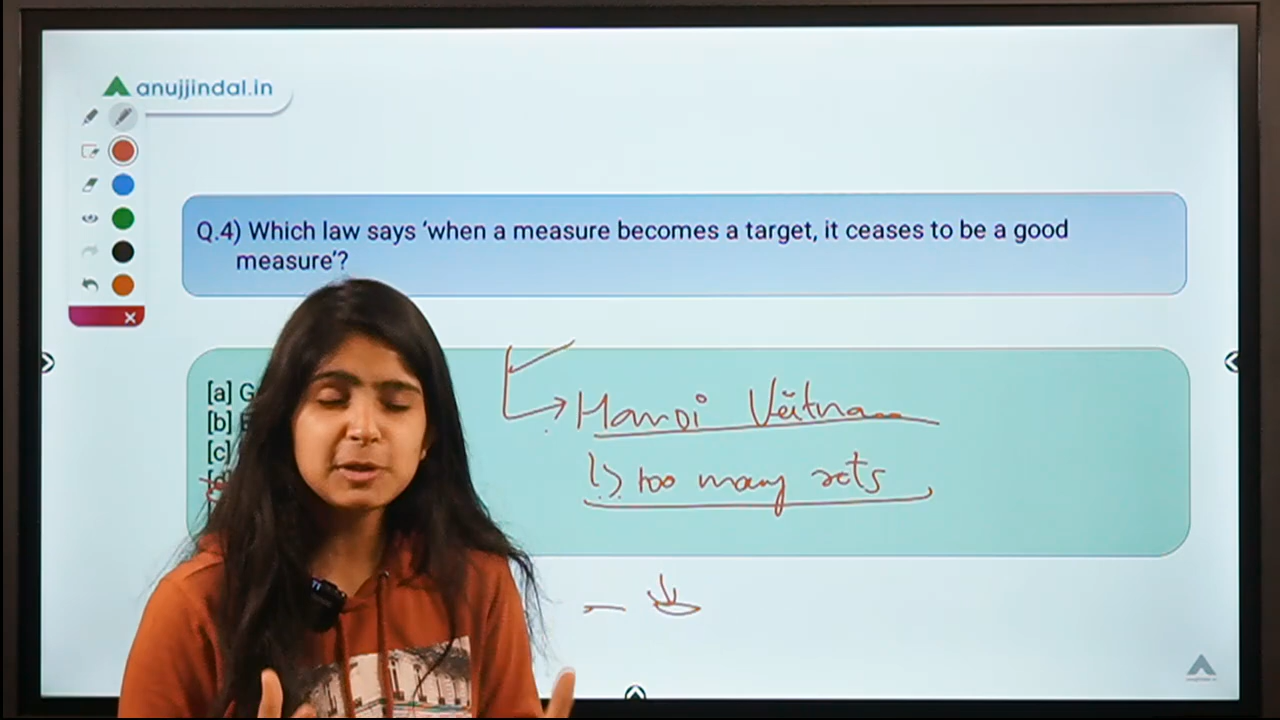 anujjindal.in
Q.4) Which law says ‘when a measure becomes a target, it ceases to be a good
measure’?
[a] G
[b]
[c]
[d]
Hanoi Veitnam
too many rats